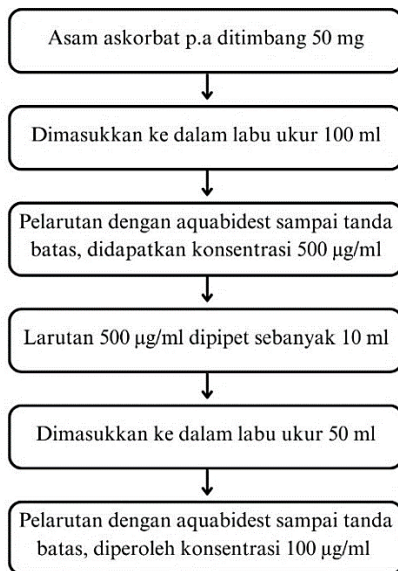 Asam askorbat p.a ditimbang 50 mg
Dimasukkan ke dalam labu ukur 100 ml
Pelarutan dengan aquabidest sampai tanda
batas, didapatkan konsentrasi 500 µg/ml
Larutan 500 µg/ml dipipet sebanyak 10 ml
Dimasukkan ke dalam labu ukur 50 ml
Pelarutan dengan aquabidest sampai tanda
batas, diperoleh konsentrasi 100 µg/ml